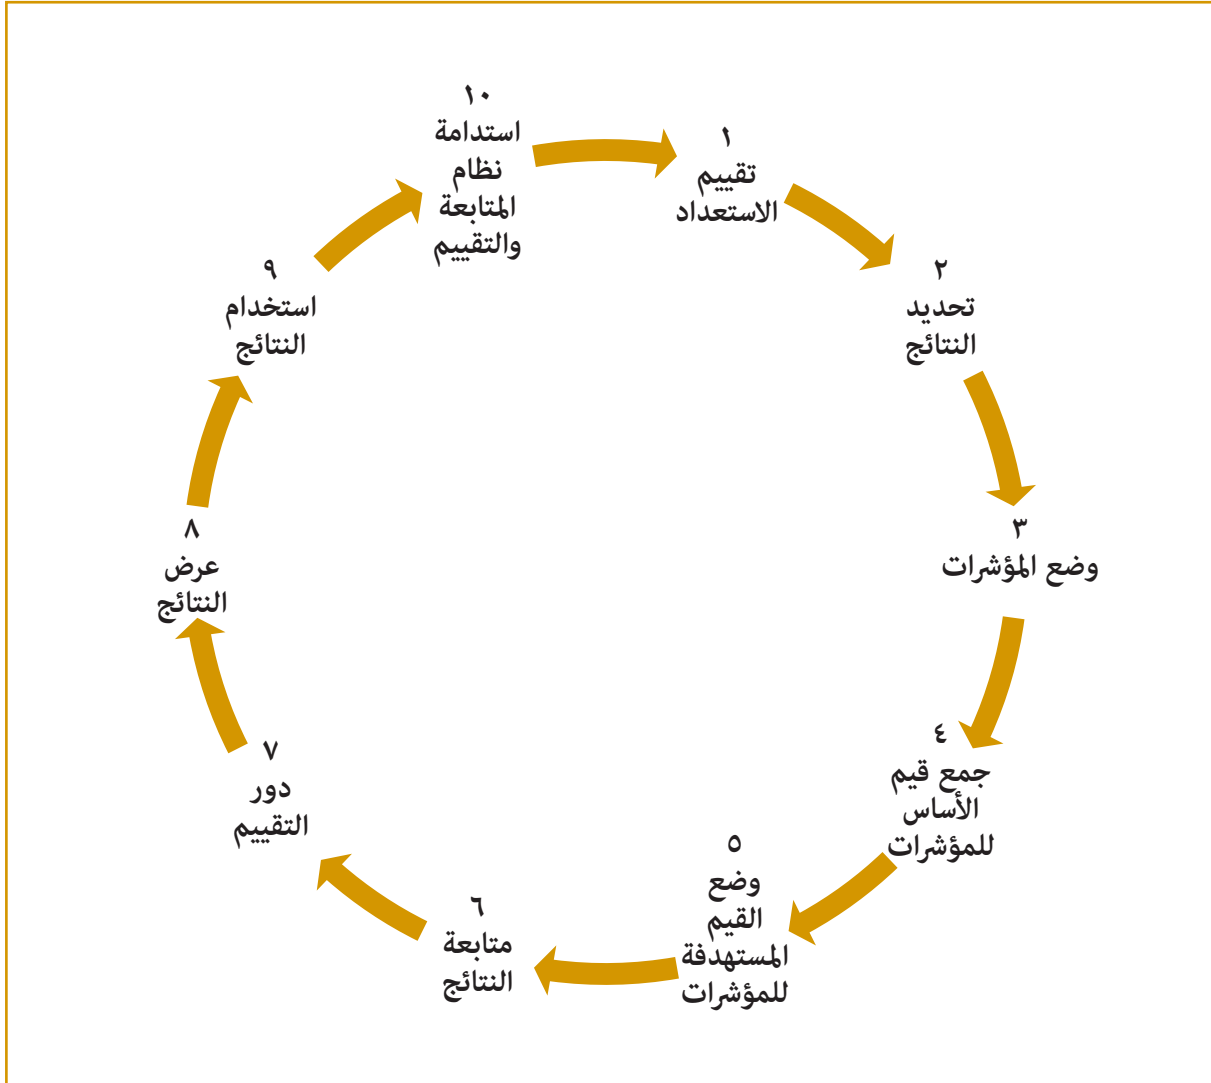 ١
تقييم
الاستعداد
٢
تحديد
النتائج
٣
وضع المؤشرات
٤
جمع قيم
الأساس
للمؤشرات
٥
وضع
القيم
المستهدفة
للمؤشرات
٦
متابعة
النتائج
٧
دور
التقييم
٨
عرض
النتائج
٩
استخدام
النتائج
١٠
استدامة
نظام
المتابعة
والتقييم